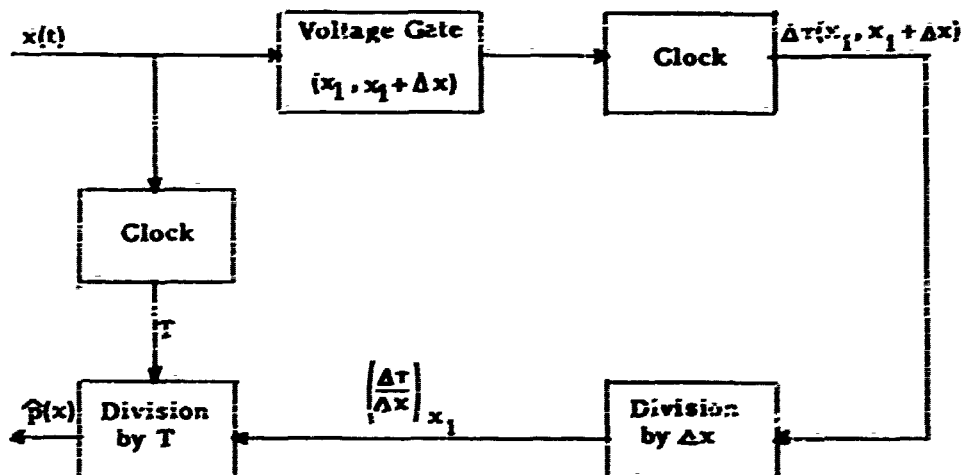 x(t)
Voltage Gate
(x₁, x₁ + Δx)
Clock
Δτ(x₁, x₁ + Δx)
Clock
T
p̂(x)
Division
by T
(Δτ/Δx) x₁
Division
by Δx